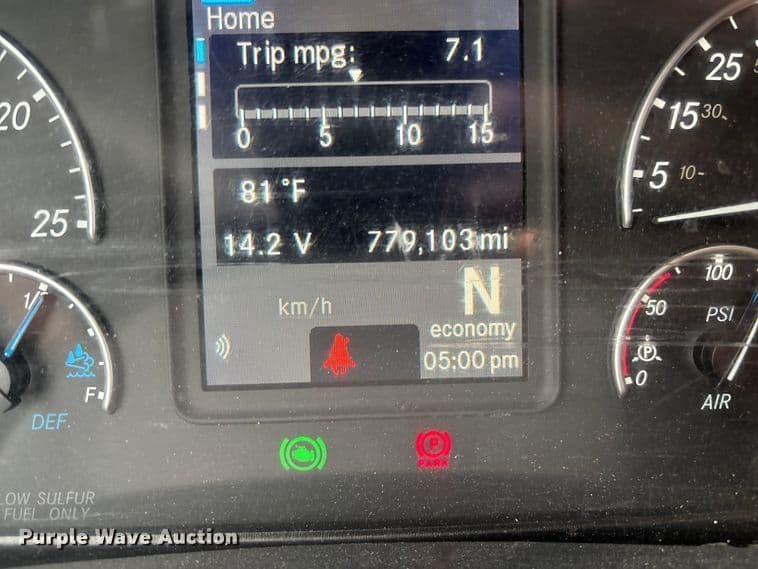 Home
Trip mpg: 7.1
0 5 10 15
81 °F
14.2 V 779,103 mi
km/h
N
economy
05:00 pm
20
25
1/
F
DEF
OW SULFUR
FUEL ONLY
25
15 30
5 10
100
50
PSI
P
0
AIR
P
PARK
Purple Wave Auction